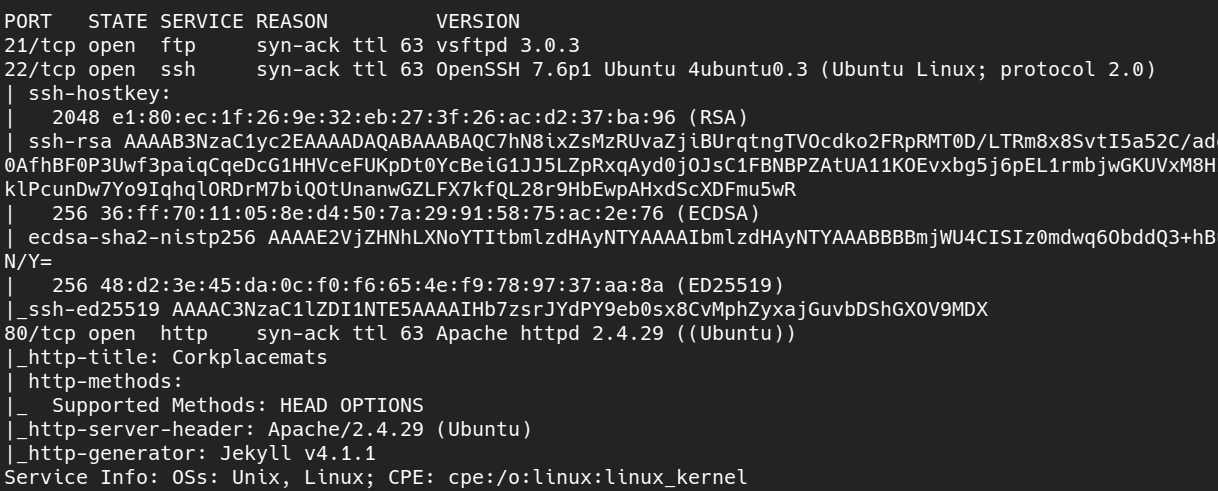 PORT   STATE SERVICE REASON         VERSION
21/tcp open  ftp     syn-ack ttl 63 vsftpd 3.0.3
22/tcp open  ssh     syn-ack ttl 63 OpenSSH 7.6p1 Ubuntu 4ubuntu0.3 (Ubuntu Linux; protocol 2.0)
| ssh-hostkey:
|   2048 e1:80:ec:1f:26:9e:32:eb:27:3f:26:ac:d2:37:ba:96 (RSA)
| ssh-rsa AAAAB3NzaC1yc2EAAAADAQABAAABAQC7hN8ixZsMzRUvaZjiBUrqtngTVOcdko2FRpRMT0D/LTRm8x8SvtI5a52C/ad
0AfhBF0P3Uwf3paiqCqeDcG1HHVceFUKpDt0YcBeiG1JJ5LZpRxqAyd0jOJsC1FBNBPZAtUA11KOEvxbg5j6pEL1rmbjwGKUVxM8H
klPcunDw7Yo9IqhqlORDrM7biQOtUnanwGZLFX7kfQL28r9HbEwpAHxdScXDFmu5wR
|   256 36:ff:70:11:05:8e:d4:50:7a:29:91:58:75:ac:2e:76 (ECDSA)
| ecdsa-sha2-nistp256 AAAAE2VjZHNhLXNoYTItbmlzdHAyNTYAAAAIbmlzdHAyNTYAAABBBBmjWU4CISIz0mdwq6ObddQ3+hB
N/Y=
|   256 48:d2:3e:45:da:0c:f0:f6:65:4e:f9:78:97:37:aa:8a (ED25519)
|_ssh-ed25519 AAAAC3NzaC1lZDI1NTE5AAAAIHb7zsrJYdPY9eb0sx8CvMphZyxajGuvbDShGXOV9MDX
80/tcp open  http    syn-ack ttl 63 Apache httpd 2.4.29 ((Ubuntu))
|_http-title: Corkplacemats
| http-methods:
|_  Supported Methods: HEAD OPTIONS
|_http-server-header: Apache/2.4.29 (Ubuntu)
|_http-generator: Jekyll v4.1.1
Service Info: OSs: Unix, Linux; CPE: cpe:/o:linux:linux_kernel